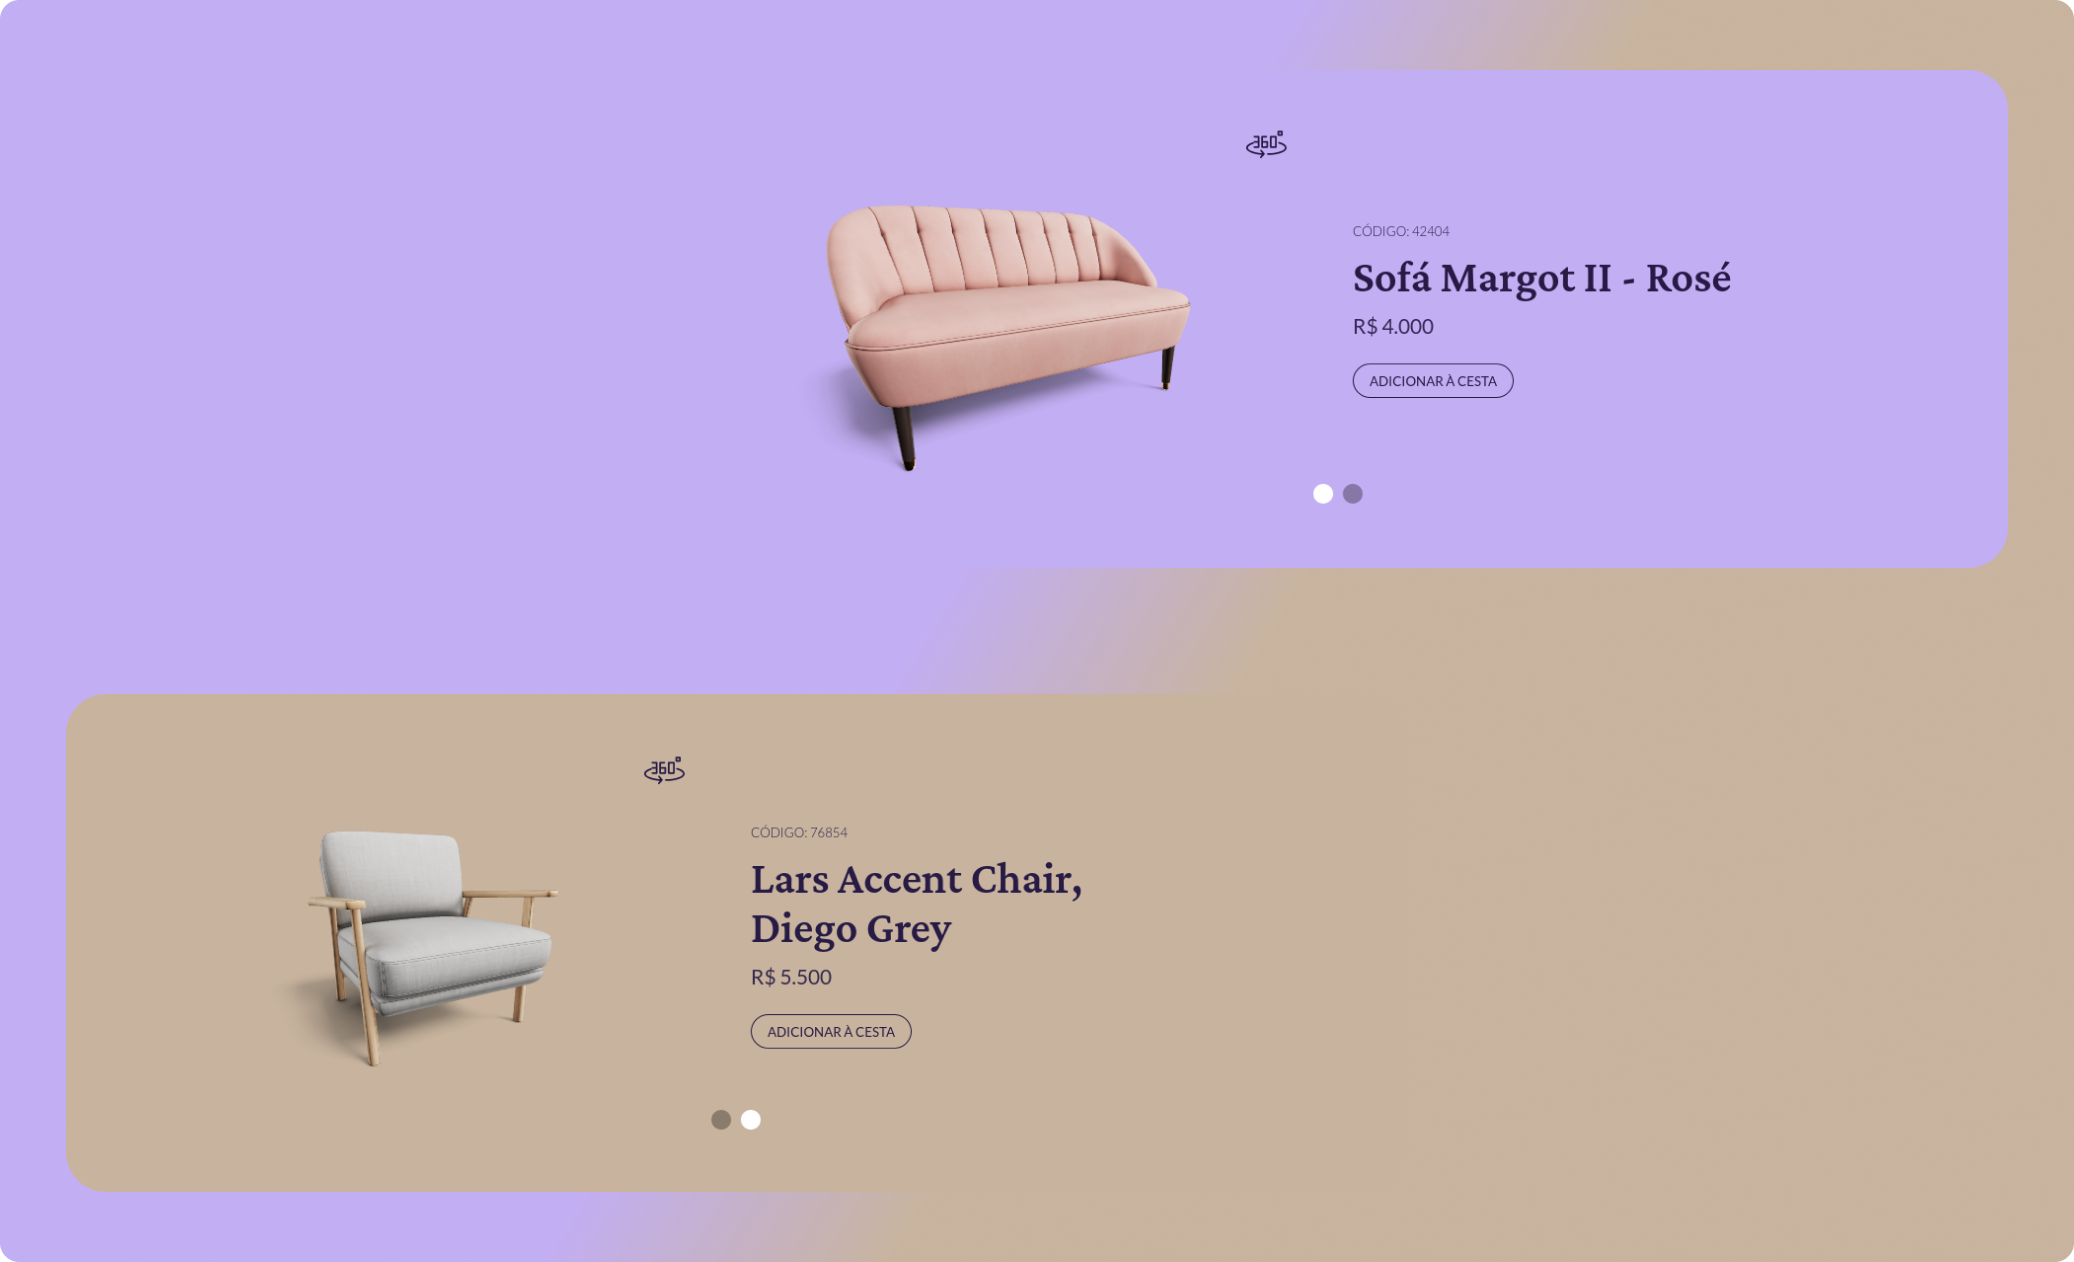 360°
CÓDIGO: 42404
Sofá Margot II - Rosé
R$ 4.000
ADICIONAR À CESTA
360°
CÓDIGO: 76854
Lars Accent Chair,
Diego Grey
R$ 5.500
ADICIONAR À CESTA